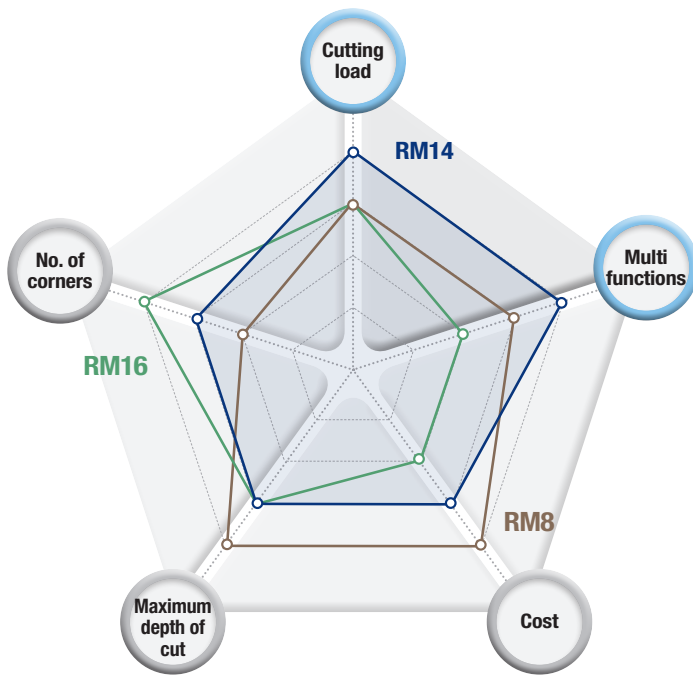 Cutting
load
RM14
No. of
corners
Multi
functions
RM16
RM8
Maximum
depth of
cut
Cost